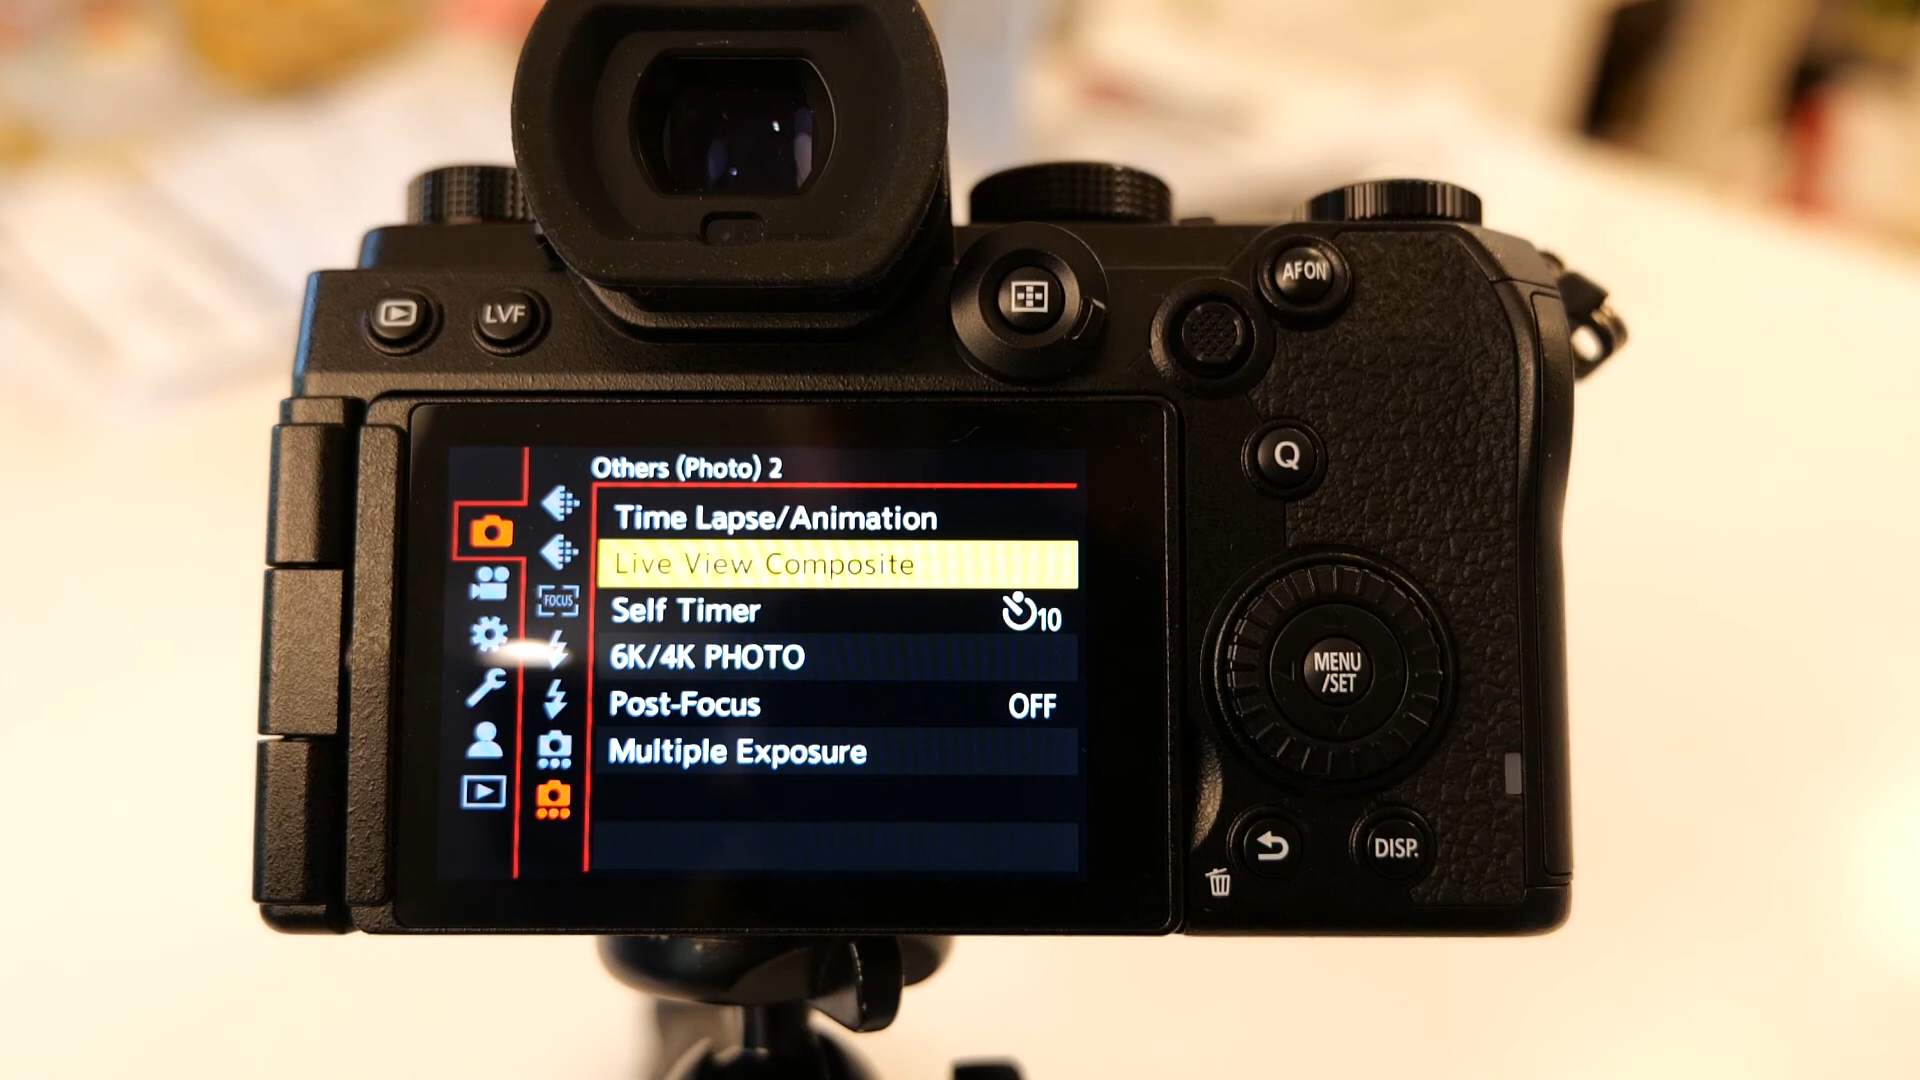 AF ON
LVF
Q
Others (Photo) 2
Time Lapse/Animation
Live View Composite
FOCUS
Self Timer 10
6K/4K PHOTO
Post-Focus OFF
Multiple Exposure
MENU
/SET
DISP.